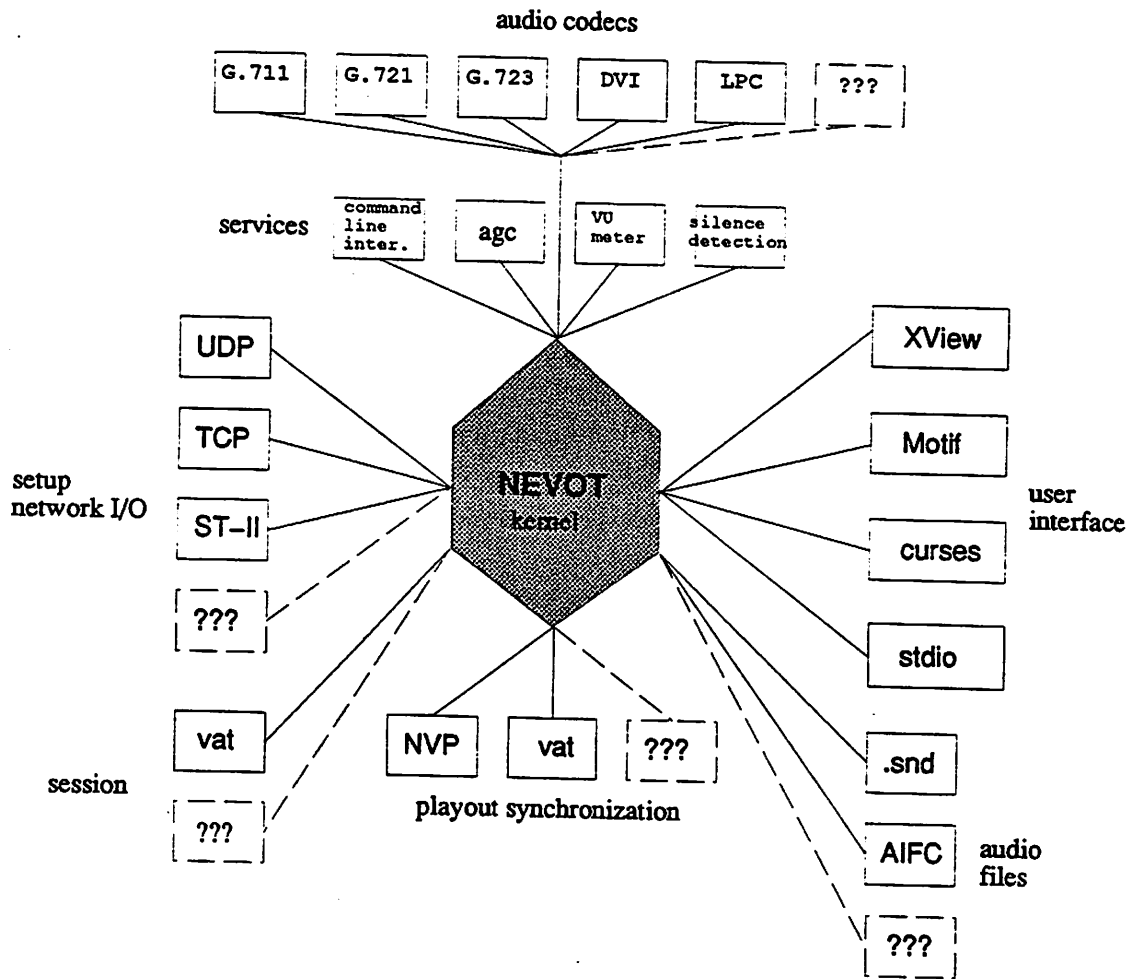 audio codecs
G.711 G.721 G.723 DVI LPC ???
services
command
line
inter.
agc
VU
meter
silence
detection
UDP
TCP
setup
network I/O
ST-II
???
XView
Motif
user
interface
curses
stdio
NEVOT
kernel
vat
session
???
NVP vat ???
playout synchronization
.snd
AIFC
audio
files
???